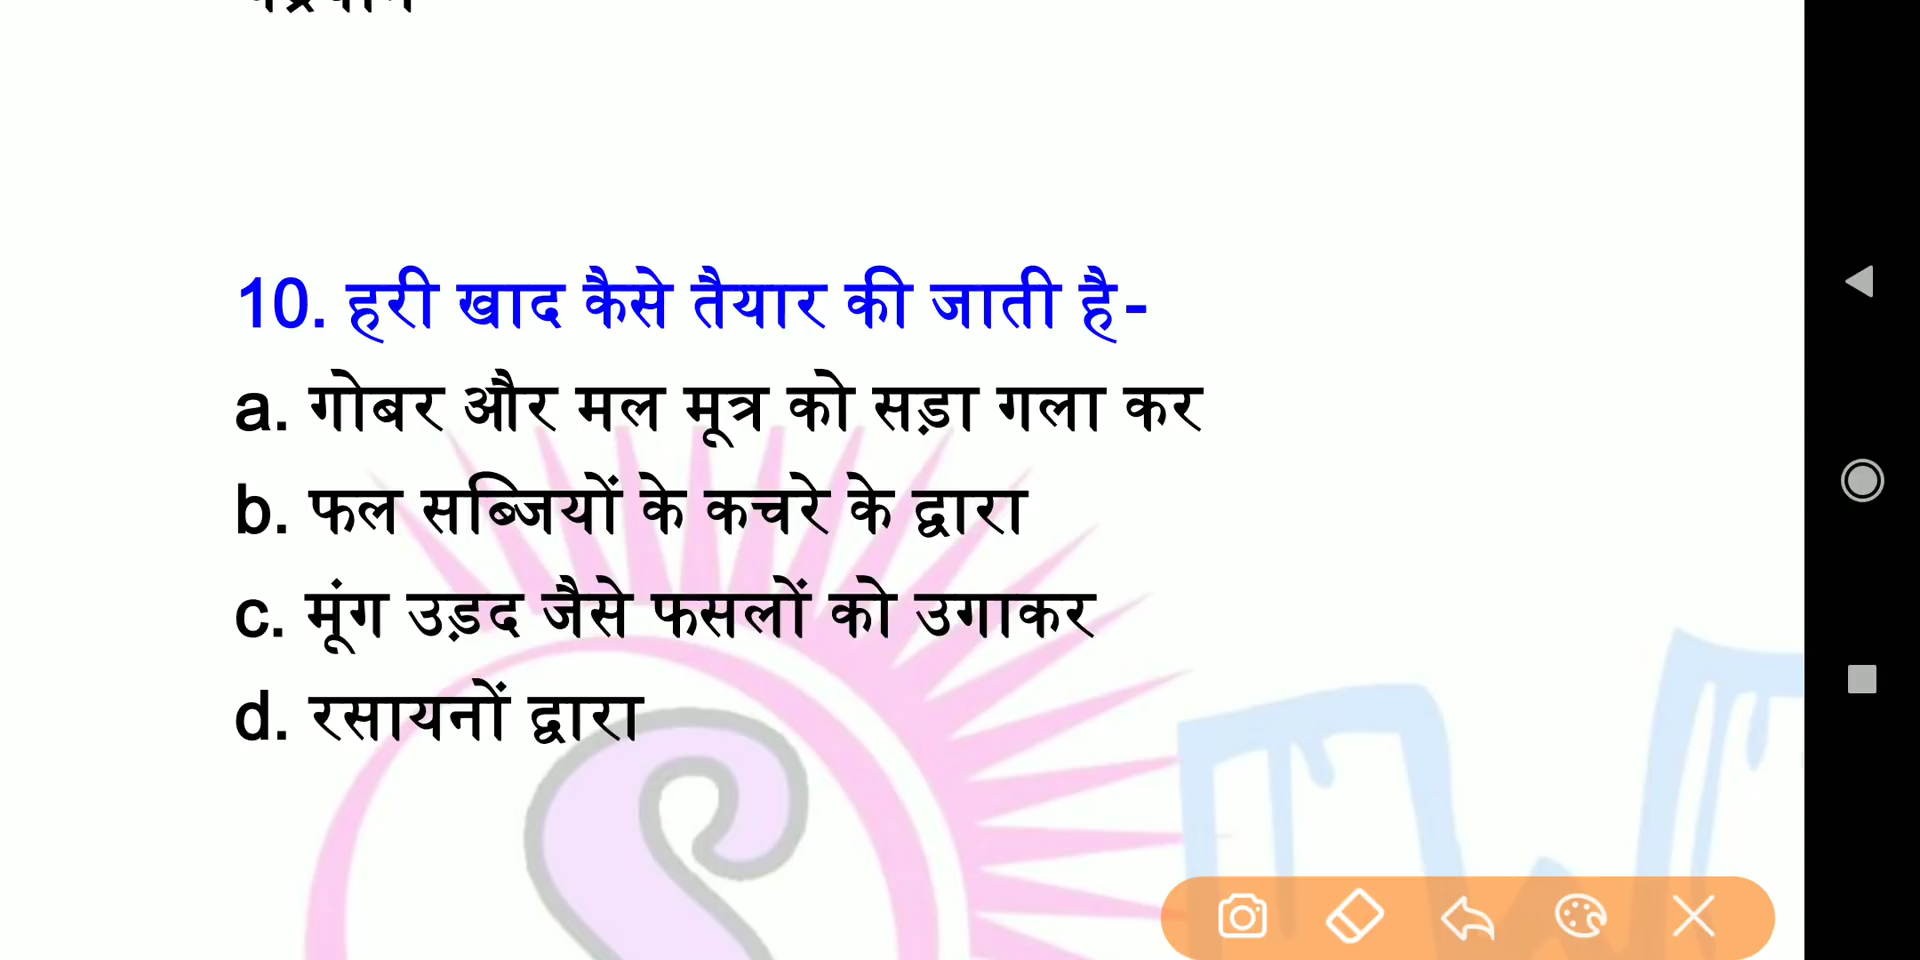 10. हरी खाद कैसे तैयार की जाती है-
a. गोबर और मल मूत्र को सड़ा गला कर
b. फल सब्जियों के कचरे के द्वारा
c. मूंग उड़द जैसे फसलों को उगाकर
d. रसायनों द्वारा